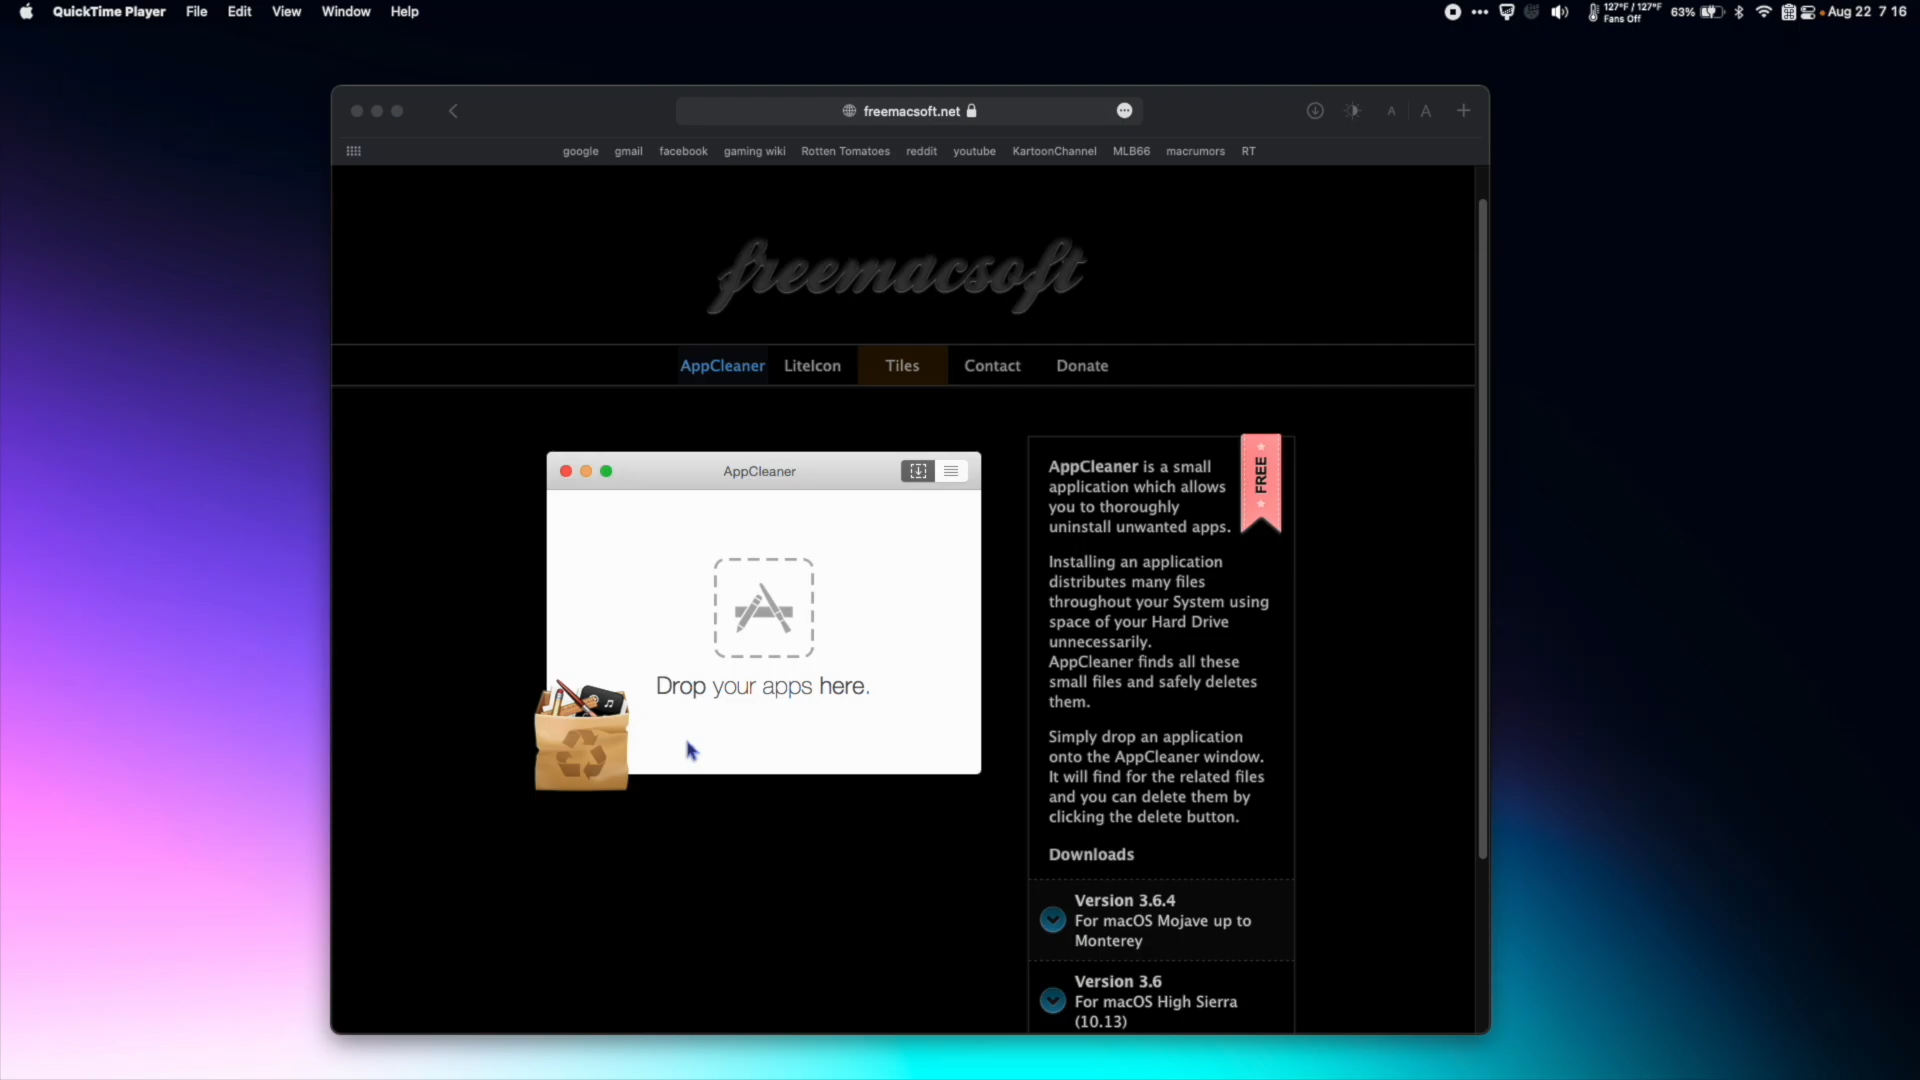 QuickTime Player File Edit View Window Help
127°F / 127°F
Fans Off
63%
Aug 22 7 16
freemacsoft.net
A A
google gmail facebook gaming wiki Rotten Tomatoes reddit youtube KartoonChannel MLB66 macrumors RT
freemacsoft
AppCleaner LiteIcon Tiles Contact Donate
AppCleaner
Drop your apps here.
FREE
AppCleaner is a small
application which allows
you to thoroughly
uninstall unwanted apps.
Installing an application
distributes many files
throughout your System using
space of your Hard Drive
unnecessarily.
AppCleaner finds all these
small files and safely deletes
them.
Simply drop an application
onto the AppCleaner window.
It will find for the related files
and you can delete them by
clicking the delete button.
Downloads
Version 3.6.4
For macOS Mojave up to
Monterey
Version 3.6
For macOS High Sierra
(10.13)